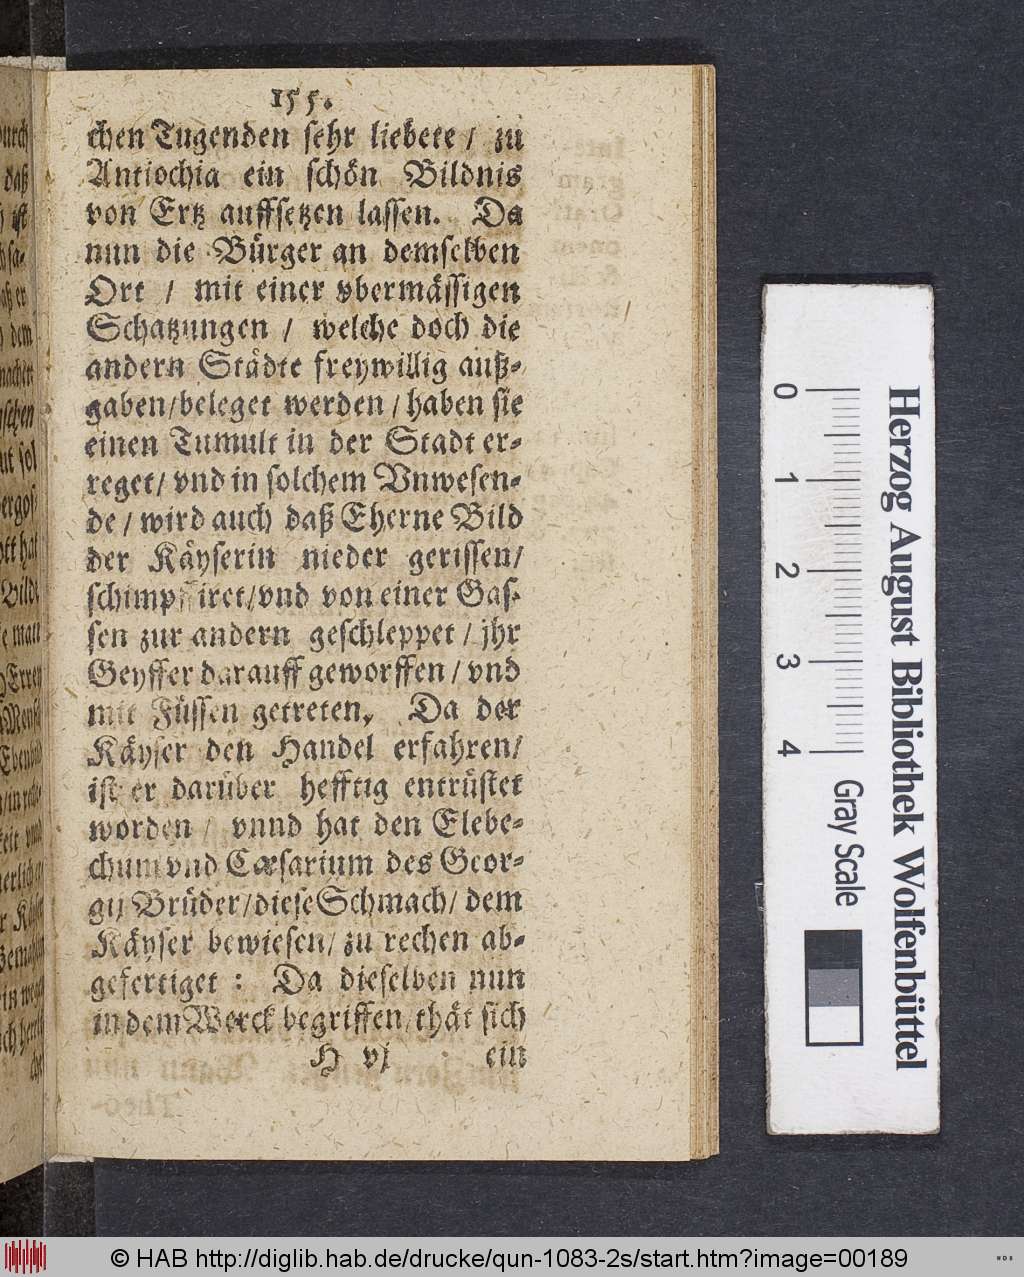 155.
chen Tugenden sehr liebete / zu
Antiochia ein schön Bildnis
von Ertz auffsetzen lassen. Da
nun die Bürger an demselben
Ort / mit einer vbermässigen
Schatzungen / welche doch die
andern Städte freywillig auß-
gaben/beleget werden / haben sie
einen Tumult in der Stadt er-
reget/ vnd in solchem Vnwesen-
de / wird auch daß Eherne Bild
der Käyserin nieder gerissen/
schimpffiret/vnd von einer Gas-
sen zur andern geschleppet / jhr
Geyffer darauff geworffen / vnd
mit Füssen getreten. Da der
Käyser den Handel erfahren/
ist er darüber hefftig entrüstet
worden / vnnd hat den Elebe-
chum vnd Cæsarium des Geor-
gij Brüder/diese Schmach/ dem
Käyser bewiesen/ zu rechen ab-
gefertiget : Da dieselben nun
in dem Werck begriffen/thät sich
H vj ein
Herzog August Bibliothek Wolfenbüttel
0 1 2 3 4
Gray Scale
© HAB http://diglib.hab.de/drucke/qun-1083-2s/start.htm?image=00189